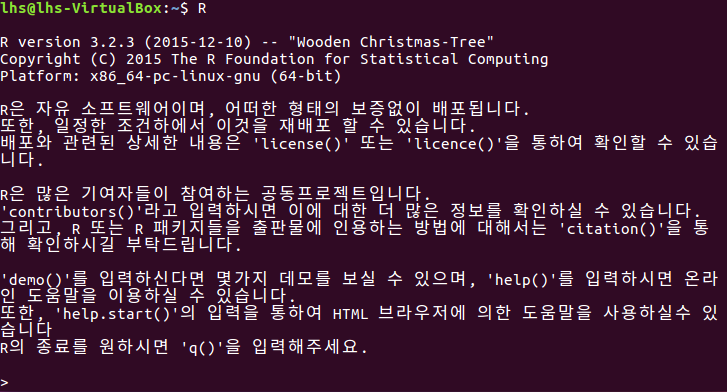 lhs@lhs-VirtualBox:~$ R
R version 3.2.3 (2015-12-10) -- "Wooden Christmas-Tree"
Copyright (C) 2015 The R Foundation for Statistical Computing
Platform: x86_64-pc-linux-gnu (64-bit)
R은 자유 소프트웨어이며, 어떠한 형태의 보증없이 배포됩니다.
또한, 일정한 조건하에서 이것을 재배포 할 수 있습니다.
배포와 관련된 상세한 내용은 'license()' 또는 'licence()'을 통하여 확인할 수 있습
니다.
R은 많은 기여자들이 참여하는 공동프로젝트입니다.
'contributors()'라고 입력하시면 이에 대한 더 많은 정보를 확인하실 수 있습니다.
그리고, R 또는 R 패키지들을 출판물에 인용하는 방법에 대해서는 'citation()'을 통
해 확인하시길 부탁드립니다.
'demo()'를 입력하신다면 몇가지 데모를 보실 수 있으며, 'help()'를 입력하시면 온라
인 도움말을 이용하실 수 있습니다.
또한, 'help.start()'의 입력을 통하여 HTML 브라우저에 의한 도움말을 사용하실수 있
습니다
R의 종료를 원하시면 'q()'을 입력해주세요.
>